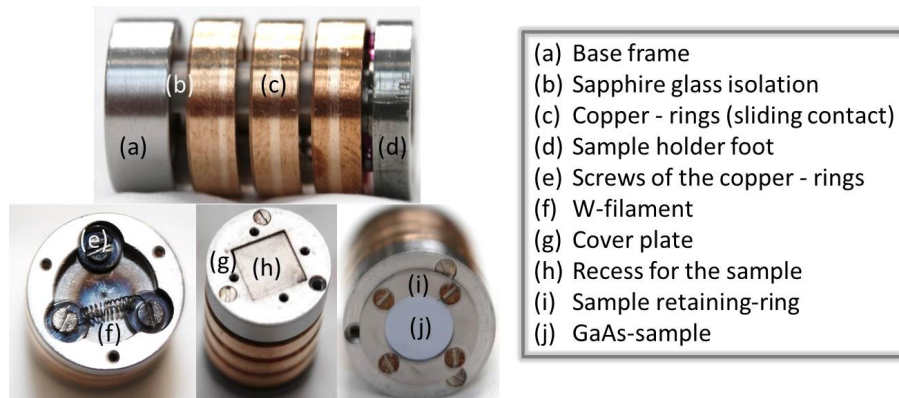 (b)
(c)
(a)
(d)
(e)
(f)
(g)
(h)
(i)
(j)
(a) Base frame
(b) Sapphire glass isolation
(c) Copper - rings (sliding contact)
(d) Sample holder foot
(e) Screws of the copper - rings
(f) W-filament
(g) Cover plate
(h) Recess for the sample
(i) Sample retaining-ring
(j) GaAs-sample